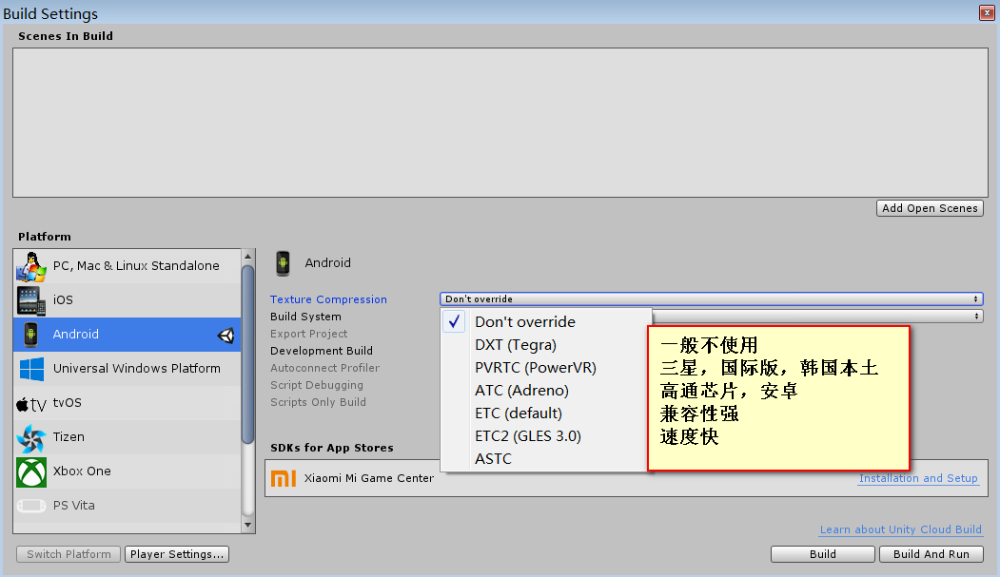 Build Settings
Scenes In Build
Add Open Scenes
Platform
PC, Mac & Linux Standalone
iOS
Android
Universal Windows Platform
tvOS
Tizen
Xbox One
PS Vita
Android
Texture Compression
Don't override
Build System
Export Project
Development Build
Autoconnect Profiler
Script Debugging
Scripts Only Build
Don't override
DXT (Tegra)
PVRTC (PowerVR)
ATC (Adreno)
ETC (default)
ETC2 (GLES 3.0)
ASTC
一般不使用
三星，国际版，韩国本土
高通芯片，安卓
兼容性强
速度快
SDKs for App Stores
Xiaomi Mi Game Center
Installation and Setup
Learn about Unity Cloud Build
Switch Platform
Player Settings...
Build
Build And Run